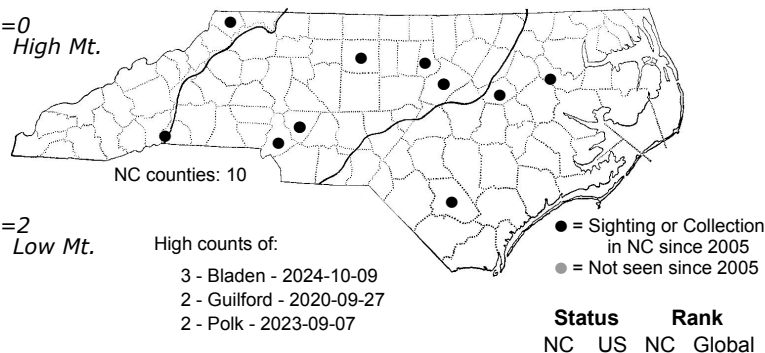 =0
High Mt.
NC counties: 10
=2
Low Mt.
High counts of:
3 - Bladen - 2024-10-09
2 - Guilford - 2020-09-27
2 - Polk - 2023-09-07
= Sighting or Collection
in NC since 2005
= Not seen since 2005
Status Rank
NC US NC Global